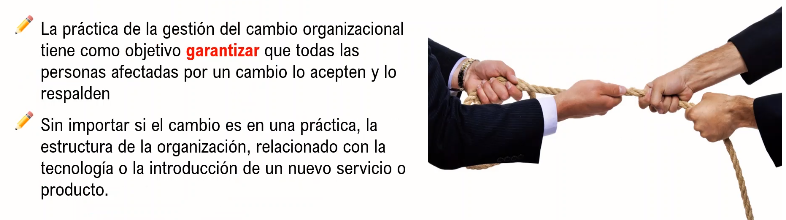 La práctica de la gestión del cambio organizacional
tiene como objetivo garantizar que todas las
personas afectadas por un cambio lo acepten y lo
respalden
Sin importar si el cambio es en una práctica, la
estructura de la organización, relacionado con la
tecnología o la introducción de un nuevo servicio o
producto.